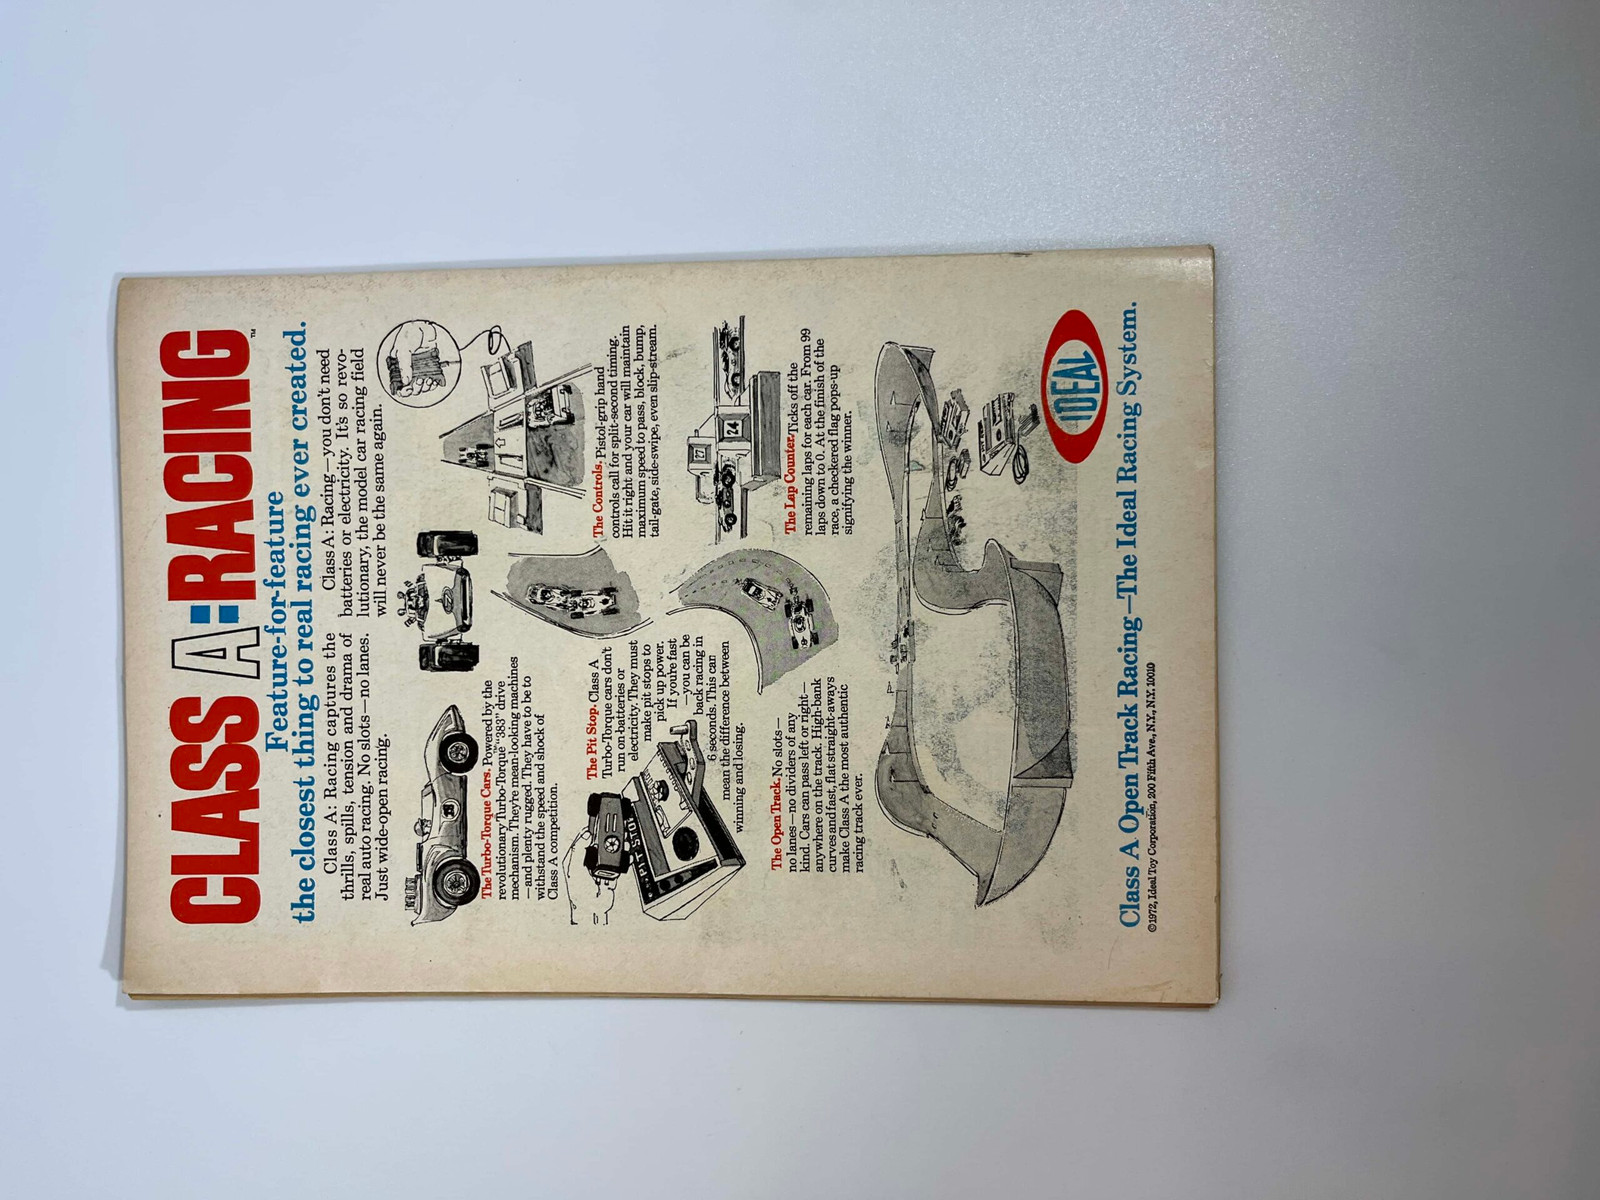 CLASS A:RACING
™
Feature-for-feature
the closest thing to real racing ever created.
Class A: Racing captures the
thrills, spills, tension and drama of
real auto racing. No slots—no lanes.
Just wide-open racing.
Class A: Racing—you don't need
batteries or electricity. It's so revo-
lutionary, the model car racing field
will never be the same again.
The Turbo-Torque Cars. Powered by the
revolutionary Turbo-Torque™ "383" drive
mechanism. They're mean-looking machines
—and plenty rugged. They have to be to
withstand the speed and shock of
Class A competition.
The Pit Stop. Class A
Turbo-Torque cars don't
run on batteries or
electricity. They must
make pit stops to
pick up power.
If you're fast
—you can be
back racing in
6 seconds. This can
mean the difference between
winning and losing.
PIT STOP
The Open Track. No slots—
no lanes—no dividers of any
kind. Cars can pass left or right—
anywhere on the track. High-bank
curves and fast, flat straight-aways
make Class A the most authentic
racing track ever.
The Controls. Pistol-grip hand
controls call for split-second timing.
Hit it right and your car will maintain
maximum speed to pass, block, bump,
tail-gate, side-swipe, even slip-stream.
27
24
The Lap Counter. Ticks off the
remaining laps for each car. From 99
laps down to 0. At the finish of the
race, a checkered flag pops-up
signifying the winner.
IDEAL
Class A Open Track Racing—The Ideal Racing System.
©1972, Ideal Toy Corporation, 200 Fifth Ave., N.Y., N.Y. 10010